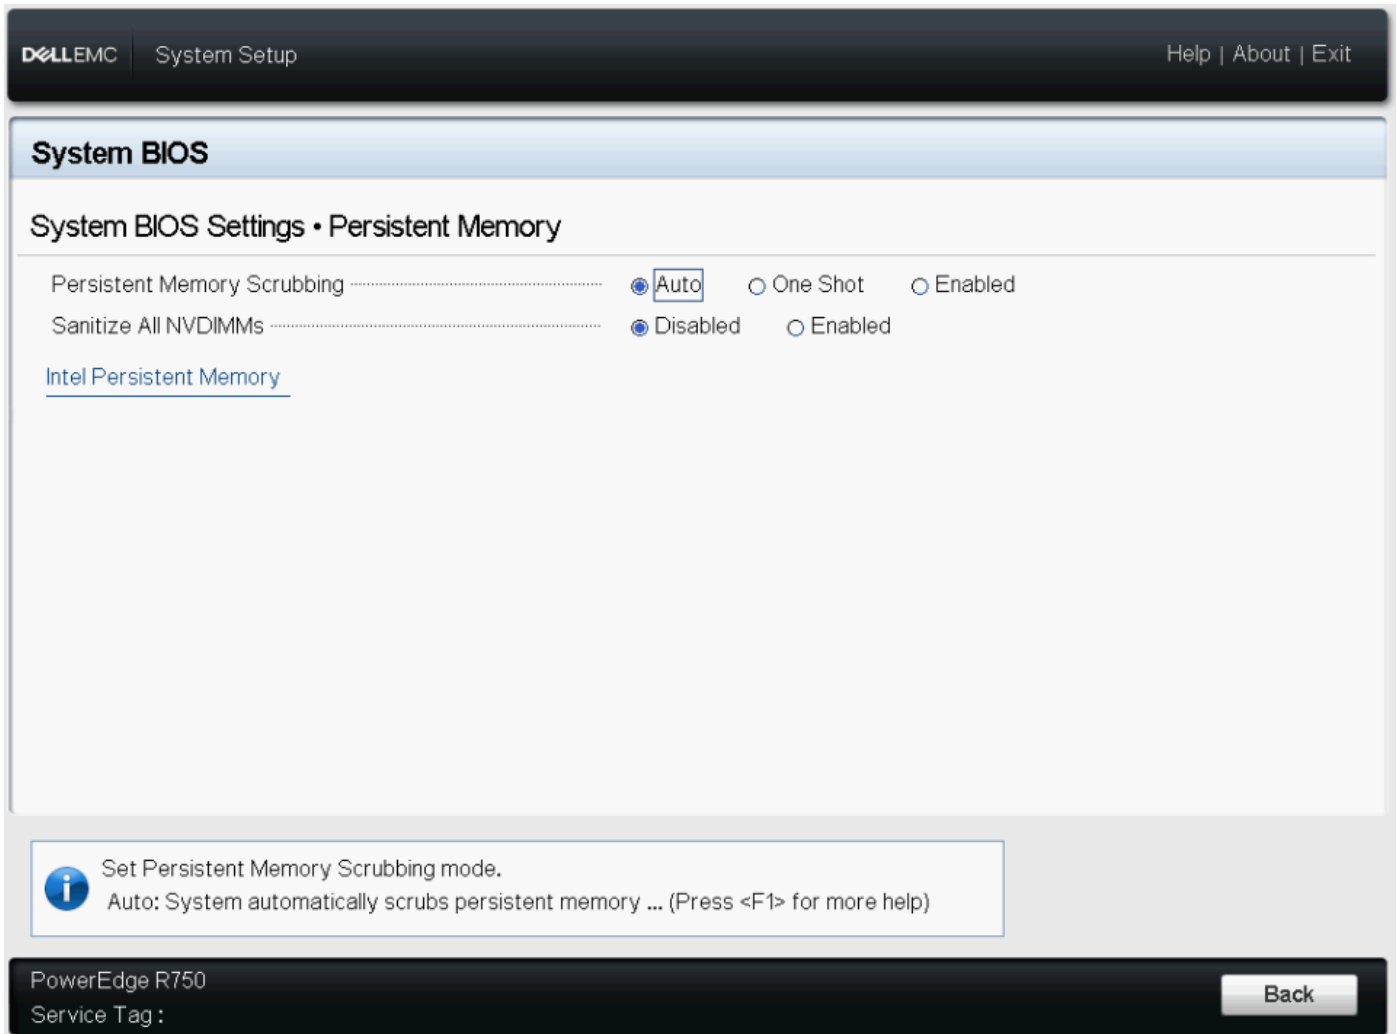 DELLEMC System Setup Help | About | Exit
System BIOS
System BIOS Settings • Persistent Memory
Persistent Memory Scrubbing Auto One Shot Enabled
Sanitize All NVDIMMs Disabled Enabled
Intel Persistent Memory
Set Persistent Memory Scrubbing mode.
Auto: System automatically scrubs persistent memory ... (Press <F1> for more help)
PowerEdge R750
Back
Service Tag :